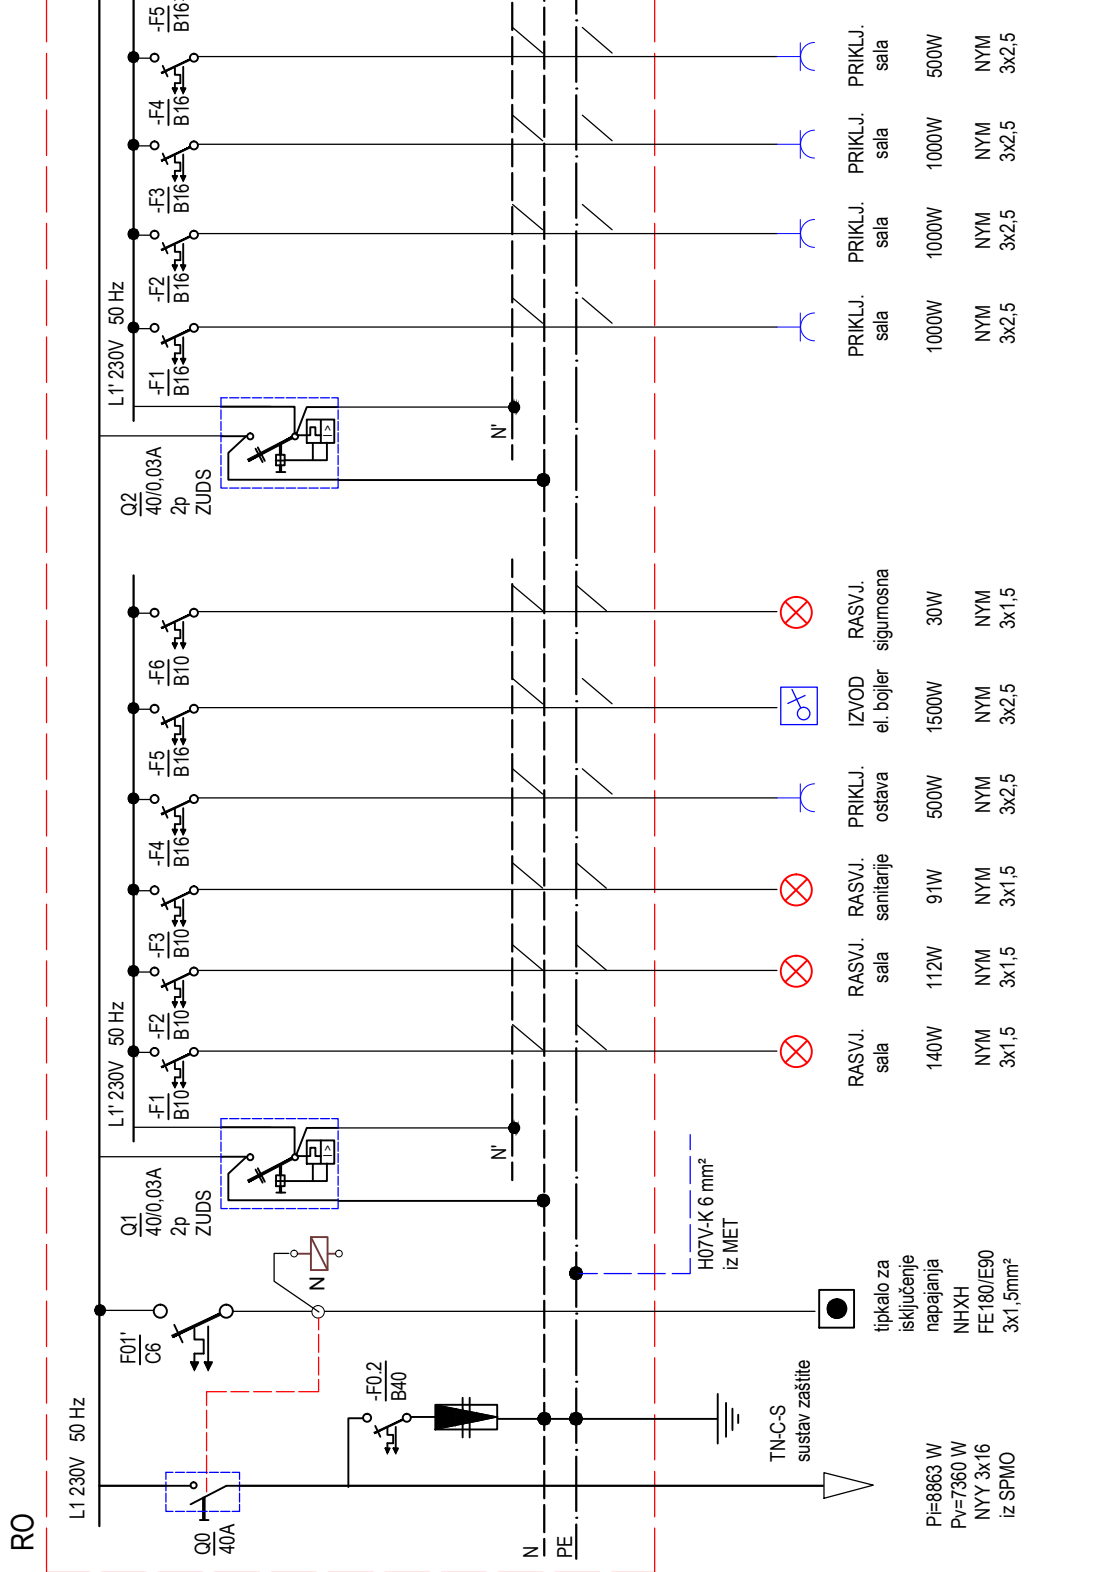 RO
L1 230V 50 Hz
Q0
40A
-F0.2
B40
F01'
C6
N
Q1
40/0,03A
2p
ZUDS
L1' 230V 50 Hz
-F1
B10
-F2
B10
-F3
B10
-F4
B16
-F5
B16
-F6
B10
Q2
40/0,03A
2p
ZUDS
L1' 230V 50 Hz
-F1
B16
-F2
B16
-F3
B16
-F4
B16
-F5
B16
N'
N'
N
PE
H07V-K 6 mm²
iz MET
TN-C-S
sustav zaštite
Pi=8863 W
Pv=7360 W
NYY 3x16
iz SPMO
tipkalo za
isključenje
napajanja
NHXH
FE180/E90
3x1,5mm²
RASVJ.
sala
140W
NYM
3x1,5
RASVJ.
sala
112W
NYM
3x1,5
RASVJ.
sanitarije
91W
NYM
3x1,5
PRIKLJ.
ostava
500W
NYM
3x2,5
IZVOD
el. bojler
1500W
NYM
3x2,5
RASVJ.
sigurnosna
30W
NYM
3x1,5
PRIKLJ.
sala
1000W
NYM
3x2,5
PRIKLJ.
sala
1000W
NYM
3x2,5
PRIKLJ.
sala
1000W
NYM
3x2,5
PRIKLJ.
sala
500W
NYM
3x2,5